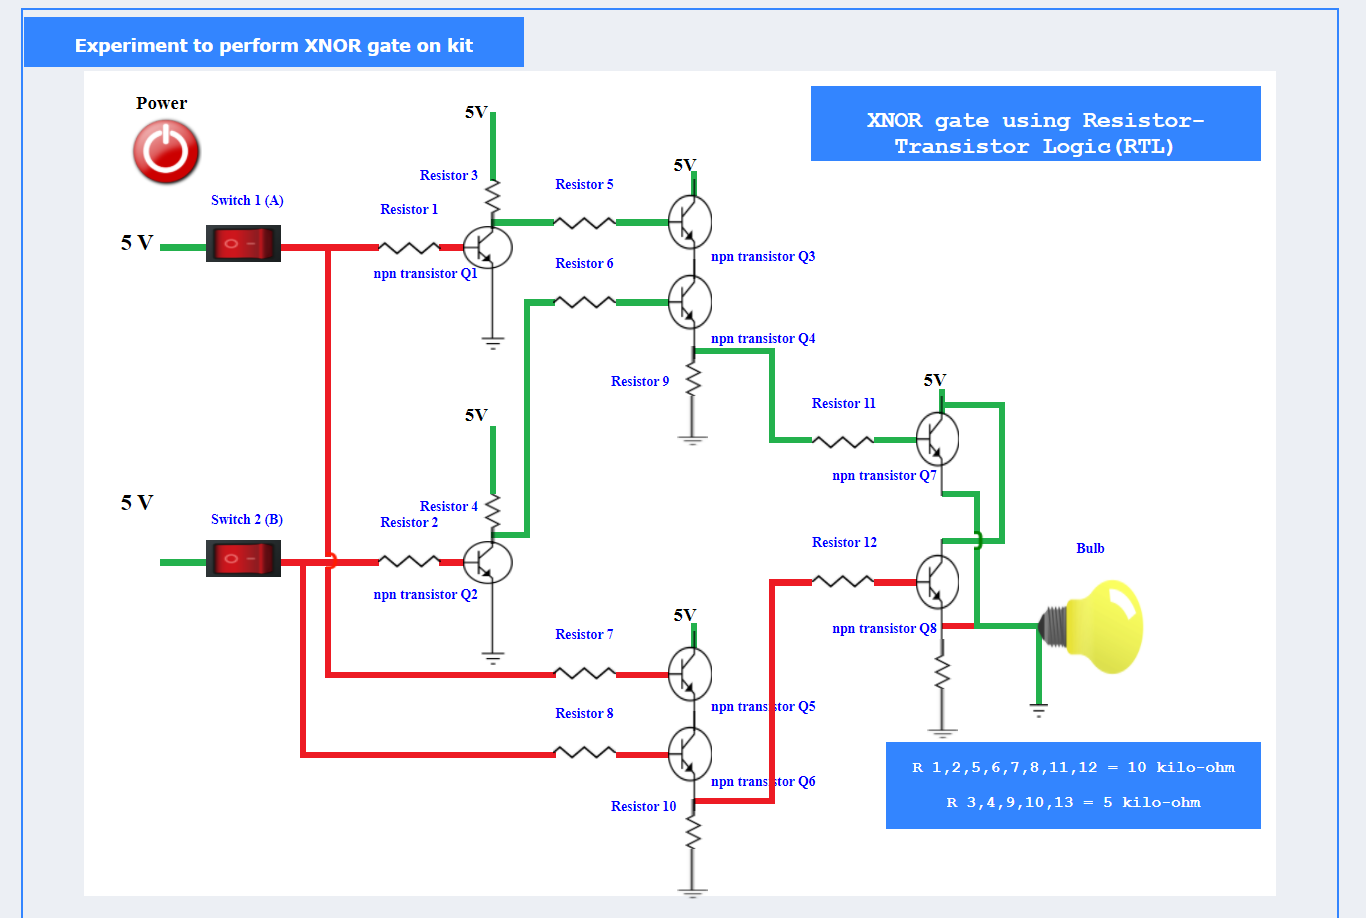 Experiment to perform XNOR gate on kit
XNOR gate using Resistor-
Transistor Logic(RTL)
Power
5V
5V
Resistor 3
Resistor 5
Switch 1 (A)
Resistor 1
5 V
npn transistor Q3
Resistor 6
npn transistor Q1
npn transistor Q4
Resistor 9
5V
Resistor 11
5V
npn transistor Q7
5 V
Resistor 4
Switch 2 (B)
Resistor 2
Resistor 12
Bulb
npn transistor Q2
5V
npn transistor Q8
Resistor 7
npn transistor Q5
Resistor 8
R 1,2,5,6,7,8,11,12 = 10 kilo-ohm
npn transistor Q6
R 3,4,9,10,13 = 5 kilo-ohm
Resistor 10